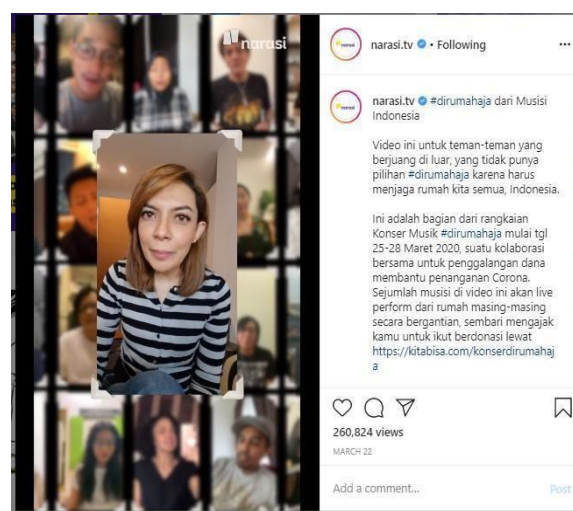 narasi
narasi.tv • Following
narasi.tv #dirumahaja dari Musisi
Indonesia
Video ini untuk teman-teman yang
berjuang di luar, yang tidak punya
pilihan #dirumahaja karena harus
menjaga rumah kita semua, Indonesia.
Ini adalah bagian dari rangkaian
Konser Musik #dirumahaja mulai tgl
25-28 Maret 2020, suatu kolaborasi
bersama untuk penggalangan dana
membantu penanganan Corona.
Sejumlah musisi di video ini akan live
perform dari rumah masing-masing
secara bergantian, sembari mengajak
kamu untuk ikut berdonasi lewat
https://kitabisa.com/konserdirumahaj
a
260,824 views
MARCH 22
Add a comment...
Post